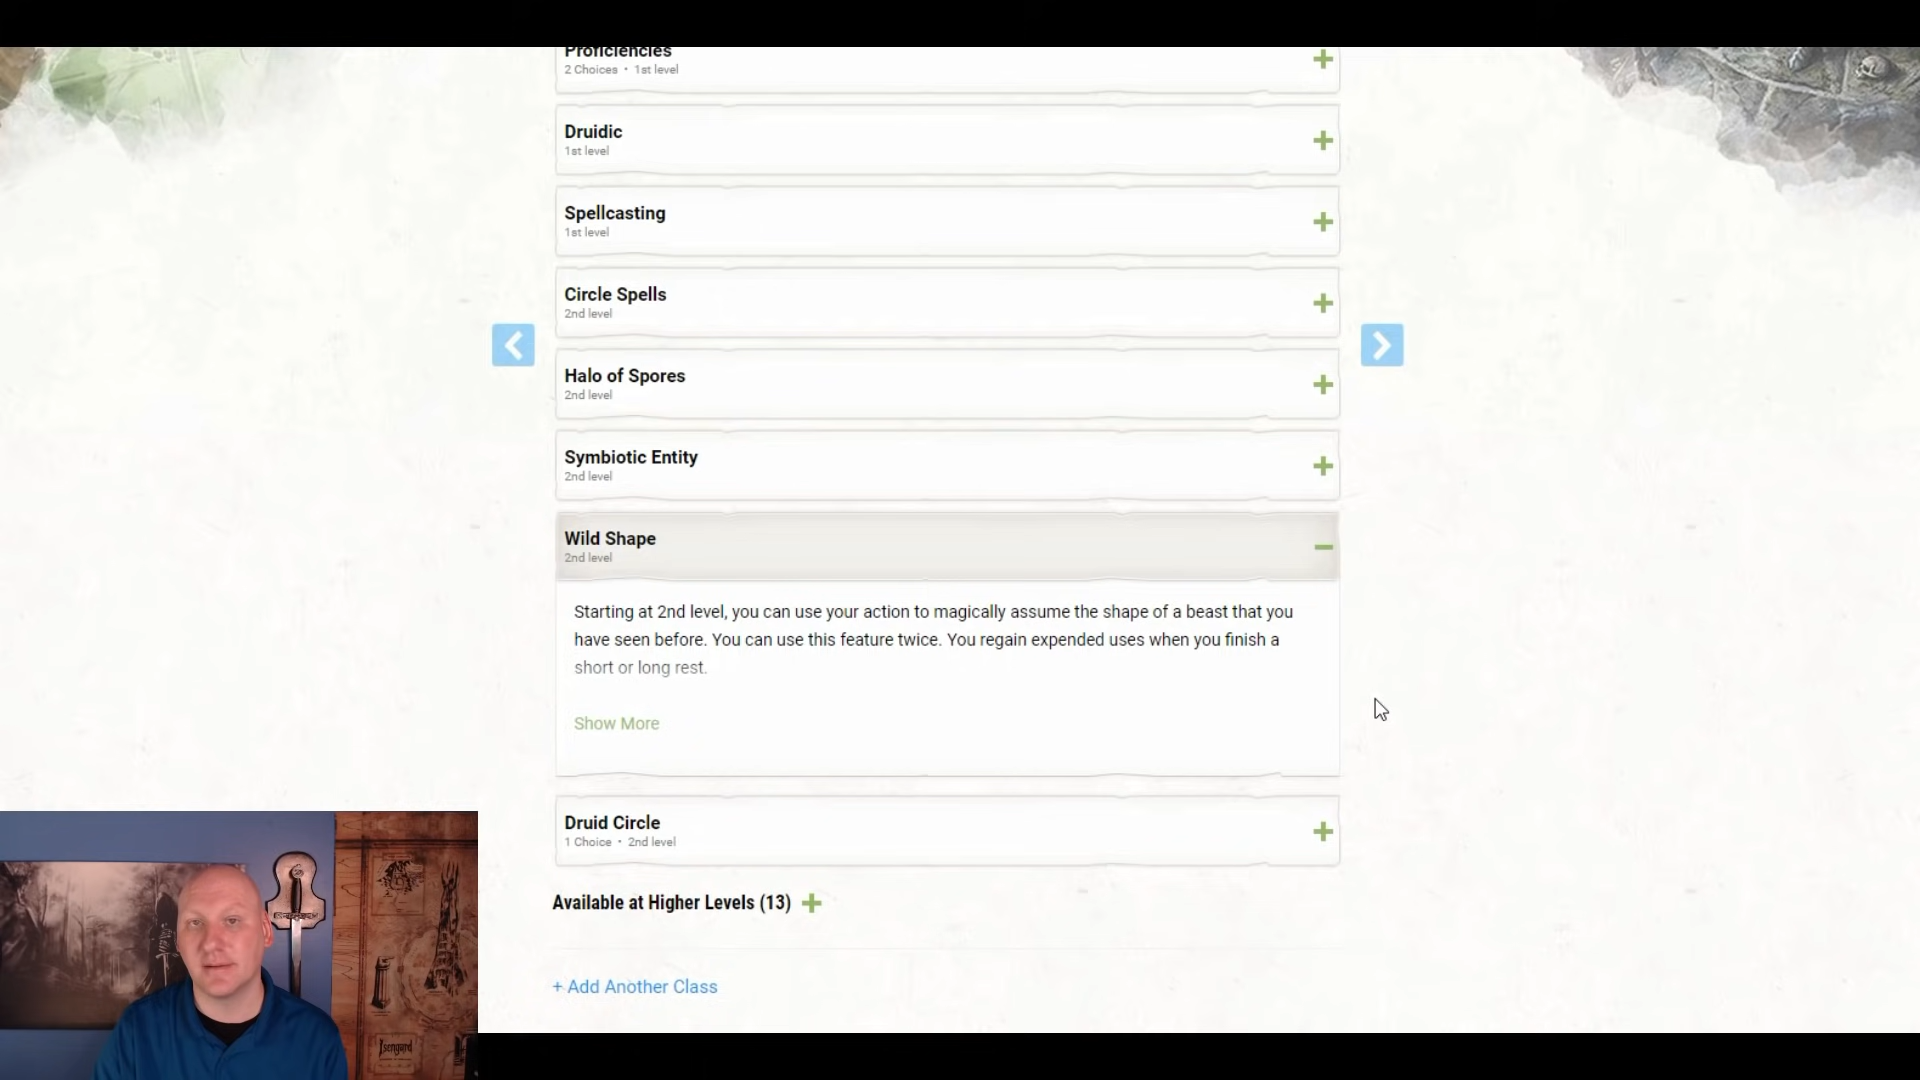 Proficiencies
2 Choices • 1st level
Druidic
1st level
Spellcasting
1st level
Circle Spells
2nd level
Halo of Spores
2nd level
Symbiotic Entity
2nd level
Wild Shape
2nd level
Starting at 2nd level, you can use your action to magically assume the shape of a beast that you
have seen before. You can use this feature twice. You regain expended uses when you finish a
short or long rest.
Show More
Druid Circle
1 Choice • 2nd level
Available at Higher Levels (13)
+ Add Another Class
Isengard